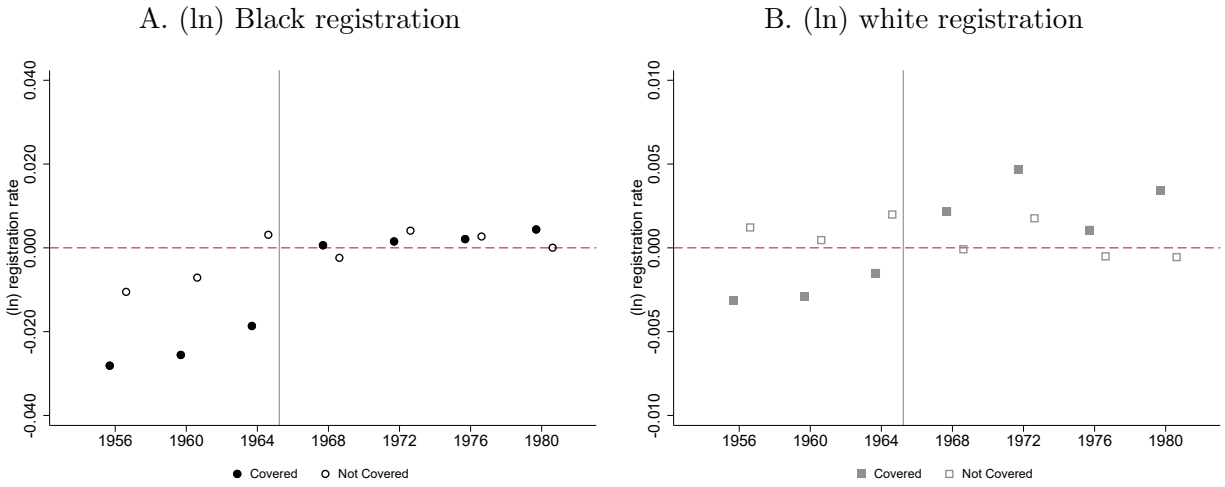 A. (ln) Black registration
(ln) registration rate
0.040
0.020
0.000
-0.020
-0.040
1956 1960 1964 1968 1972 1976 1980
Covered Not Covered
B. (ln) white registration
(ln) registration rate
0.010
0.005
0.000
-0.005
-0.010
1956 1960 1964 1968 1972 1976 1980
Covered Not Covered